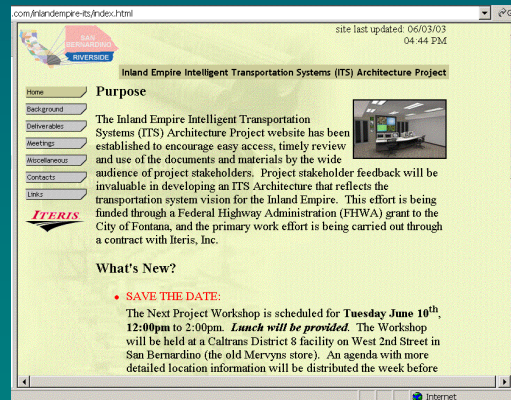 .com/inlandempire-its/index.html
site last updated: 06/03/03
04:44 PM
SAN
BERNARDINO
RIVERSIDE
Inland Empire Intelligent Transportation Systems (ITS) Architecture Project
Home
Background
Deliverables
Meetings
Miscellaneous
Contacts
Links
ITERIS
Purpose
The Inland Empire Intelligent Transportation
Systems (ITS) Architecture Project website has been
established to encourage easy access, timely review
and use of the documents and materials by the wide
audience of project stakeholders. Project stakeholder feedback will be
invaluable in developing an ITS Architecture that reflects the
transportation system vision for the Inland Empire. This effort is being
funded through a Federal Highway Administration (FHWA) grant to the
City of Fontana, and the primary work effort is being carried out through
a contract with Iteris, Inc.
What's New?
SAVE THE DATE:
The Next Project Workshop is scheduled for Tuesday June 10th,
12:00pm to 2:00pm. Lunch will be provided. The Workshop
will be held at a Caltrans District 8 facility on West 2nd Street in
San Bernardino (the old Mervyns store). An agenda with more
detailed location information will be distributed the week before
Internet